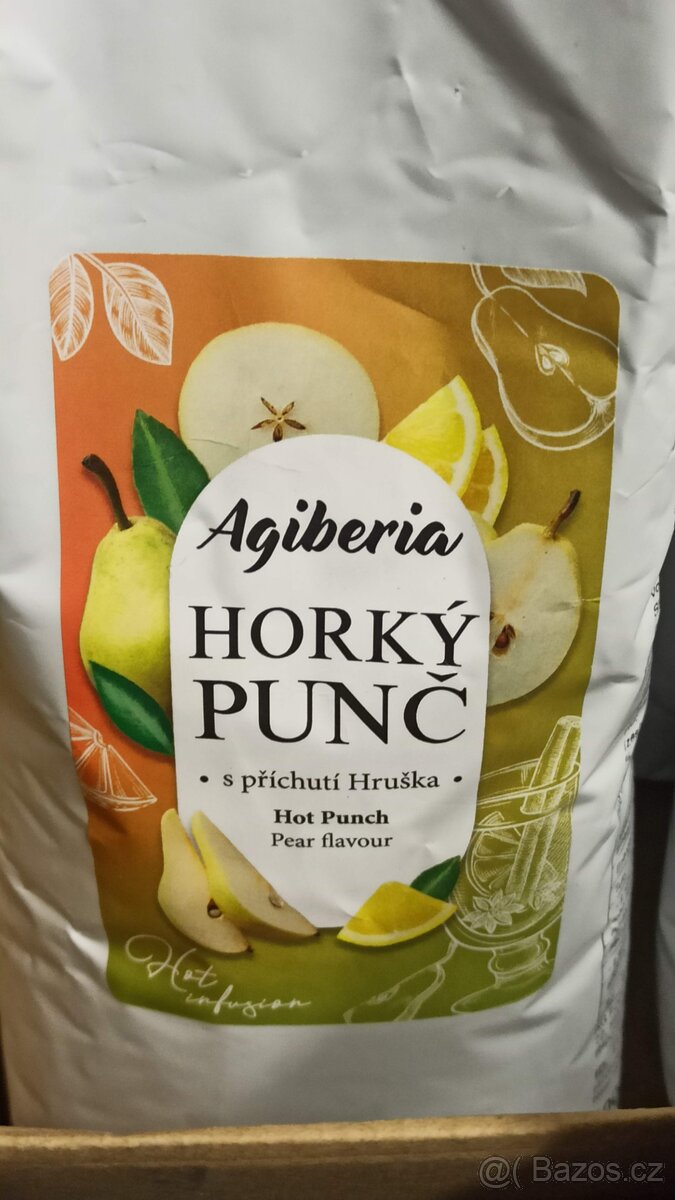 Agiberia
HORKÝ
PUNČ
• s příchutí Hruška •
Hot Punch
Pear flavour
Hot
infusion
@( Bazos.cz